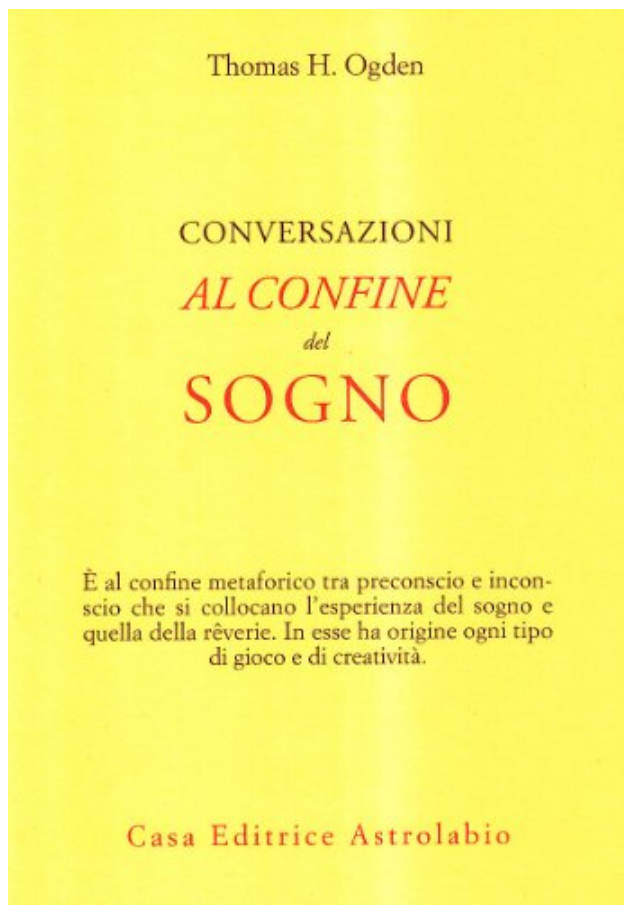 Thomas H. Ogden
CONVERSAZIONI
AL CONFINE
del
SOGNO
È al confine metaforico tra preconscio e incon-
scio che si collocano l'esperienza del sogno e
quella della rêverie. In esse ha origine ogni tipo
di gioco e di creatività.
Casa Editrice Astrolabio